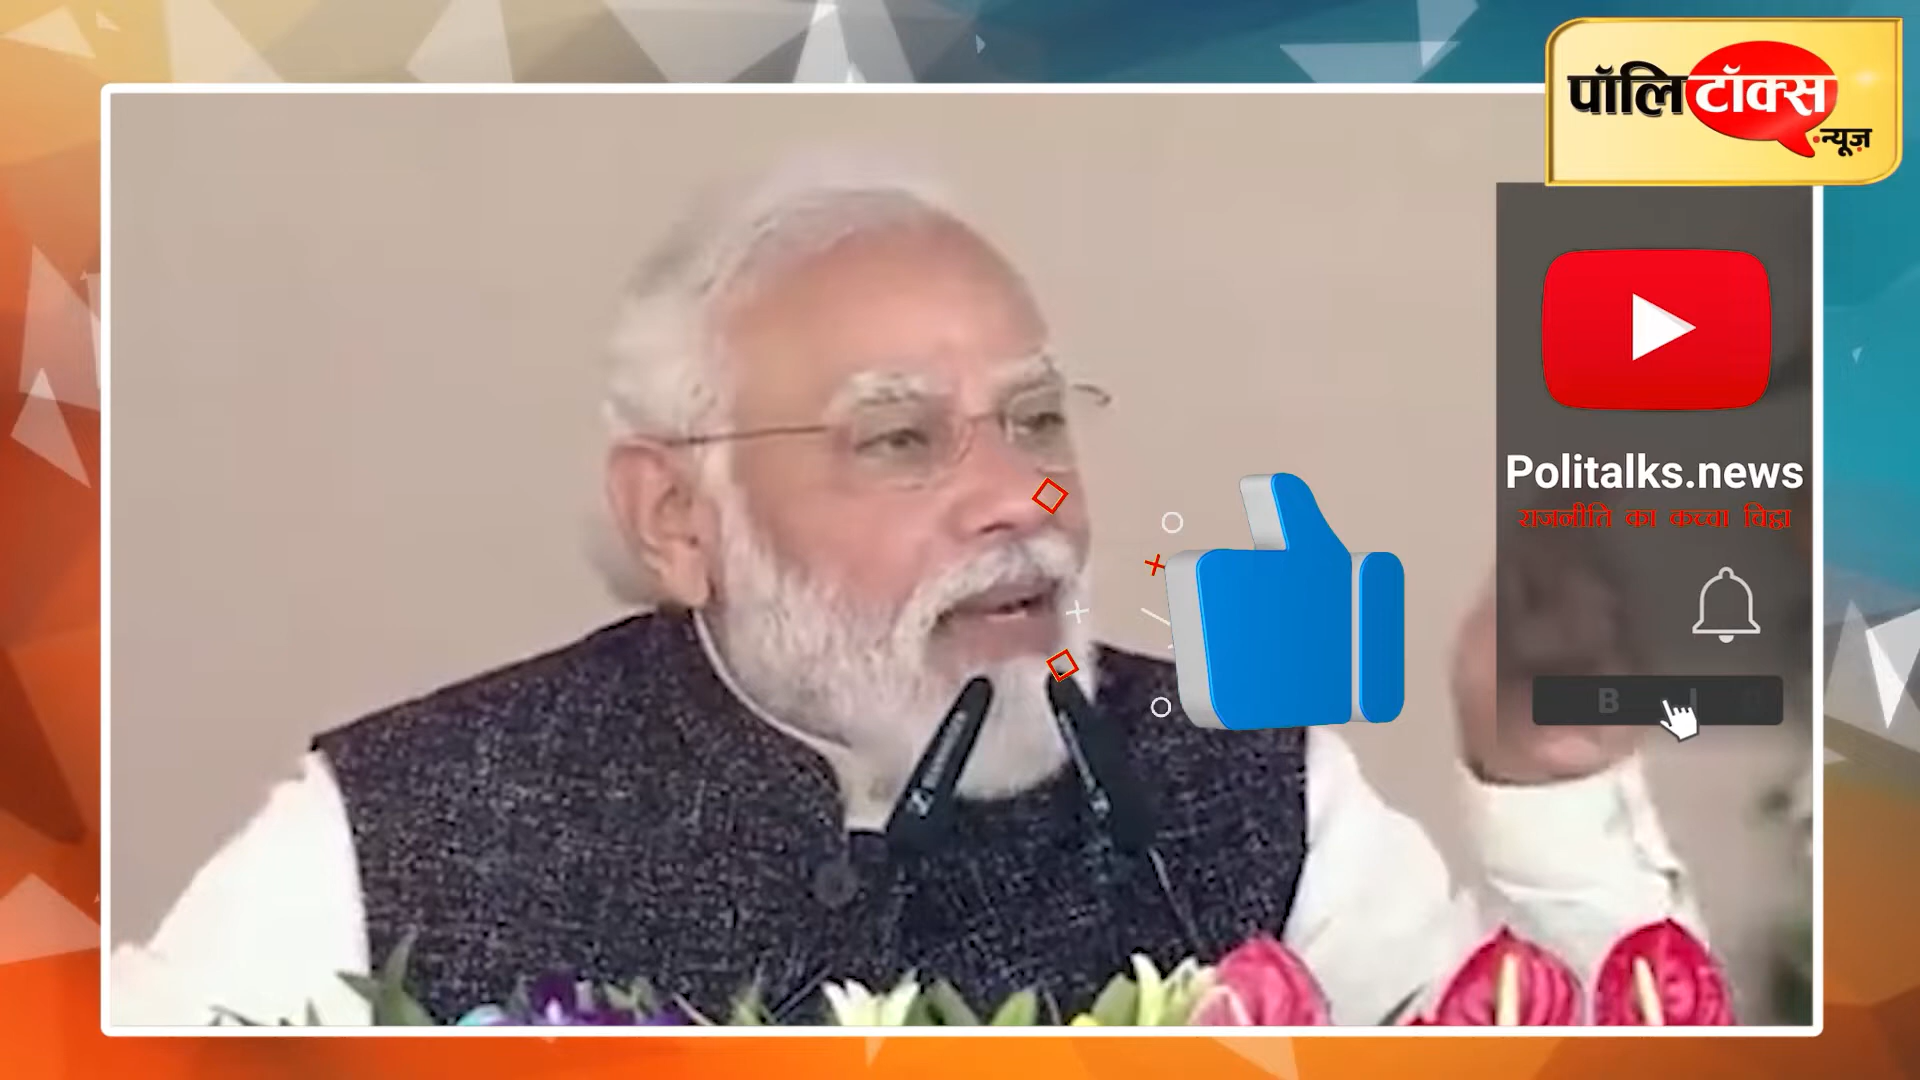 पॉलिटॉक्स
न्यूज़
Politalks.news
राजनीति का कच्चा चिट्ठा
B